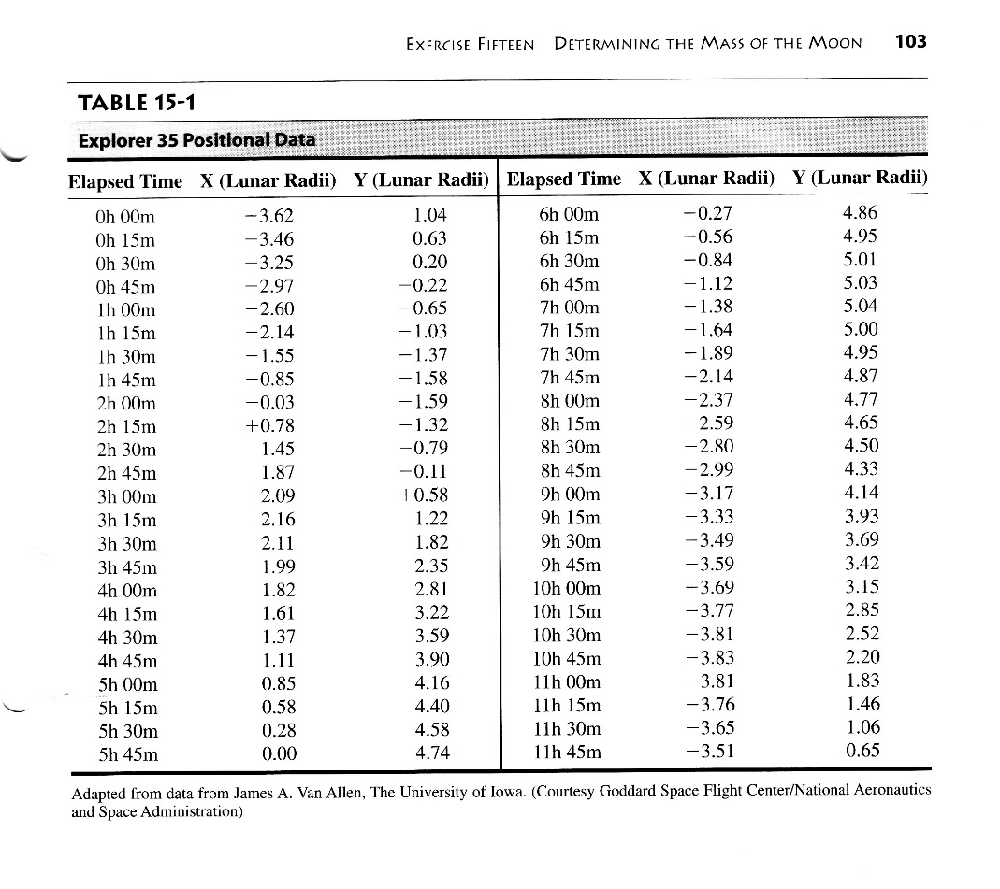 EXERCISE FIFTEEN DETERMINING THE MASS OF THE MOON 103
TABLE 15-1
Explorer 35 Positional Data
Elapsed Time X (Lunar Radii) Y (Lunar Radii) Elapsed Time X (Lunar Radii) Y (Lunar Radii)
0h 00m −3.62 1.04 6h 00m −0.27 4.86
0h 15m −3.46 0.63 6h 15m −0.56 4.95
0h 30m −3.25 0.20 6h 30m −0.84 5.01
0h 45m −2.97 −0.22 6h 45m −1.12 5.03
1h 00m −2.60 −0.65 7h 00m −1.38 5.04
1h 15m −2.14 −1.03 7h 15m −1.64 5.00
1h 30m −1.55 −1.37 7h 30m −1.89 4.95
1h 45m −0.85 −1.58 7h 45m −2.14 4.87
2h 00m −0.03 −1.59 8h 00m −2.37 4.77
2h 15m +0.78 −1.32 8h 15m −2.59 4.65
2h 30m 1.45 −0.79 8h 30m −2.80 4.50
2h 45m 1.87 −0.11 8h 45m −2.99 4.33
3h 00m 2.09 +0.58 9h 00m −3.17 4.14
3h 15m 2.16 1.22 9h 15m −3.33 3.93
3h 30m 2.11 1.82 9h 30m −3.49 3.69
3h 45m 1.99 2.35 9h 45m −3.59 3.42
4h 00m 1.82 2.81 10h 00m −3.69 3.15
4h 15m 1.61 3.22 10h 15m −3.77 2.85
4h 30m 1.37 3.59 10h 30m −3.81 2.52
4h 45m 1.11 3.90 10h 45m −3.83 2.20
5h 00m 0.85 4.16 11h 00m −3.81 1.83
5h 15m 0.58 4.40 11h 15m −3.76 1.46
5h 30m 0.28 4.58 11h 30m −3.65 1.06
5h 45m 0.00 4.74 11h 45m −3.51 0.65
Adapted from data from James A. Van Allen, The University of Iowa. (Courtesy Goddard Space Flight Center/National Aeronautics
and Space Administration)